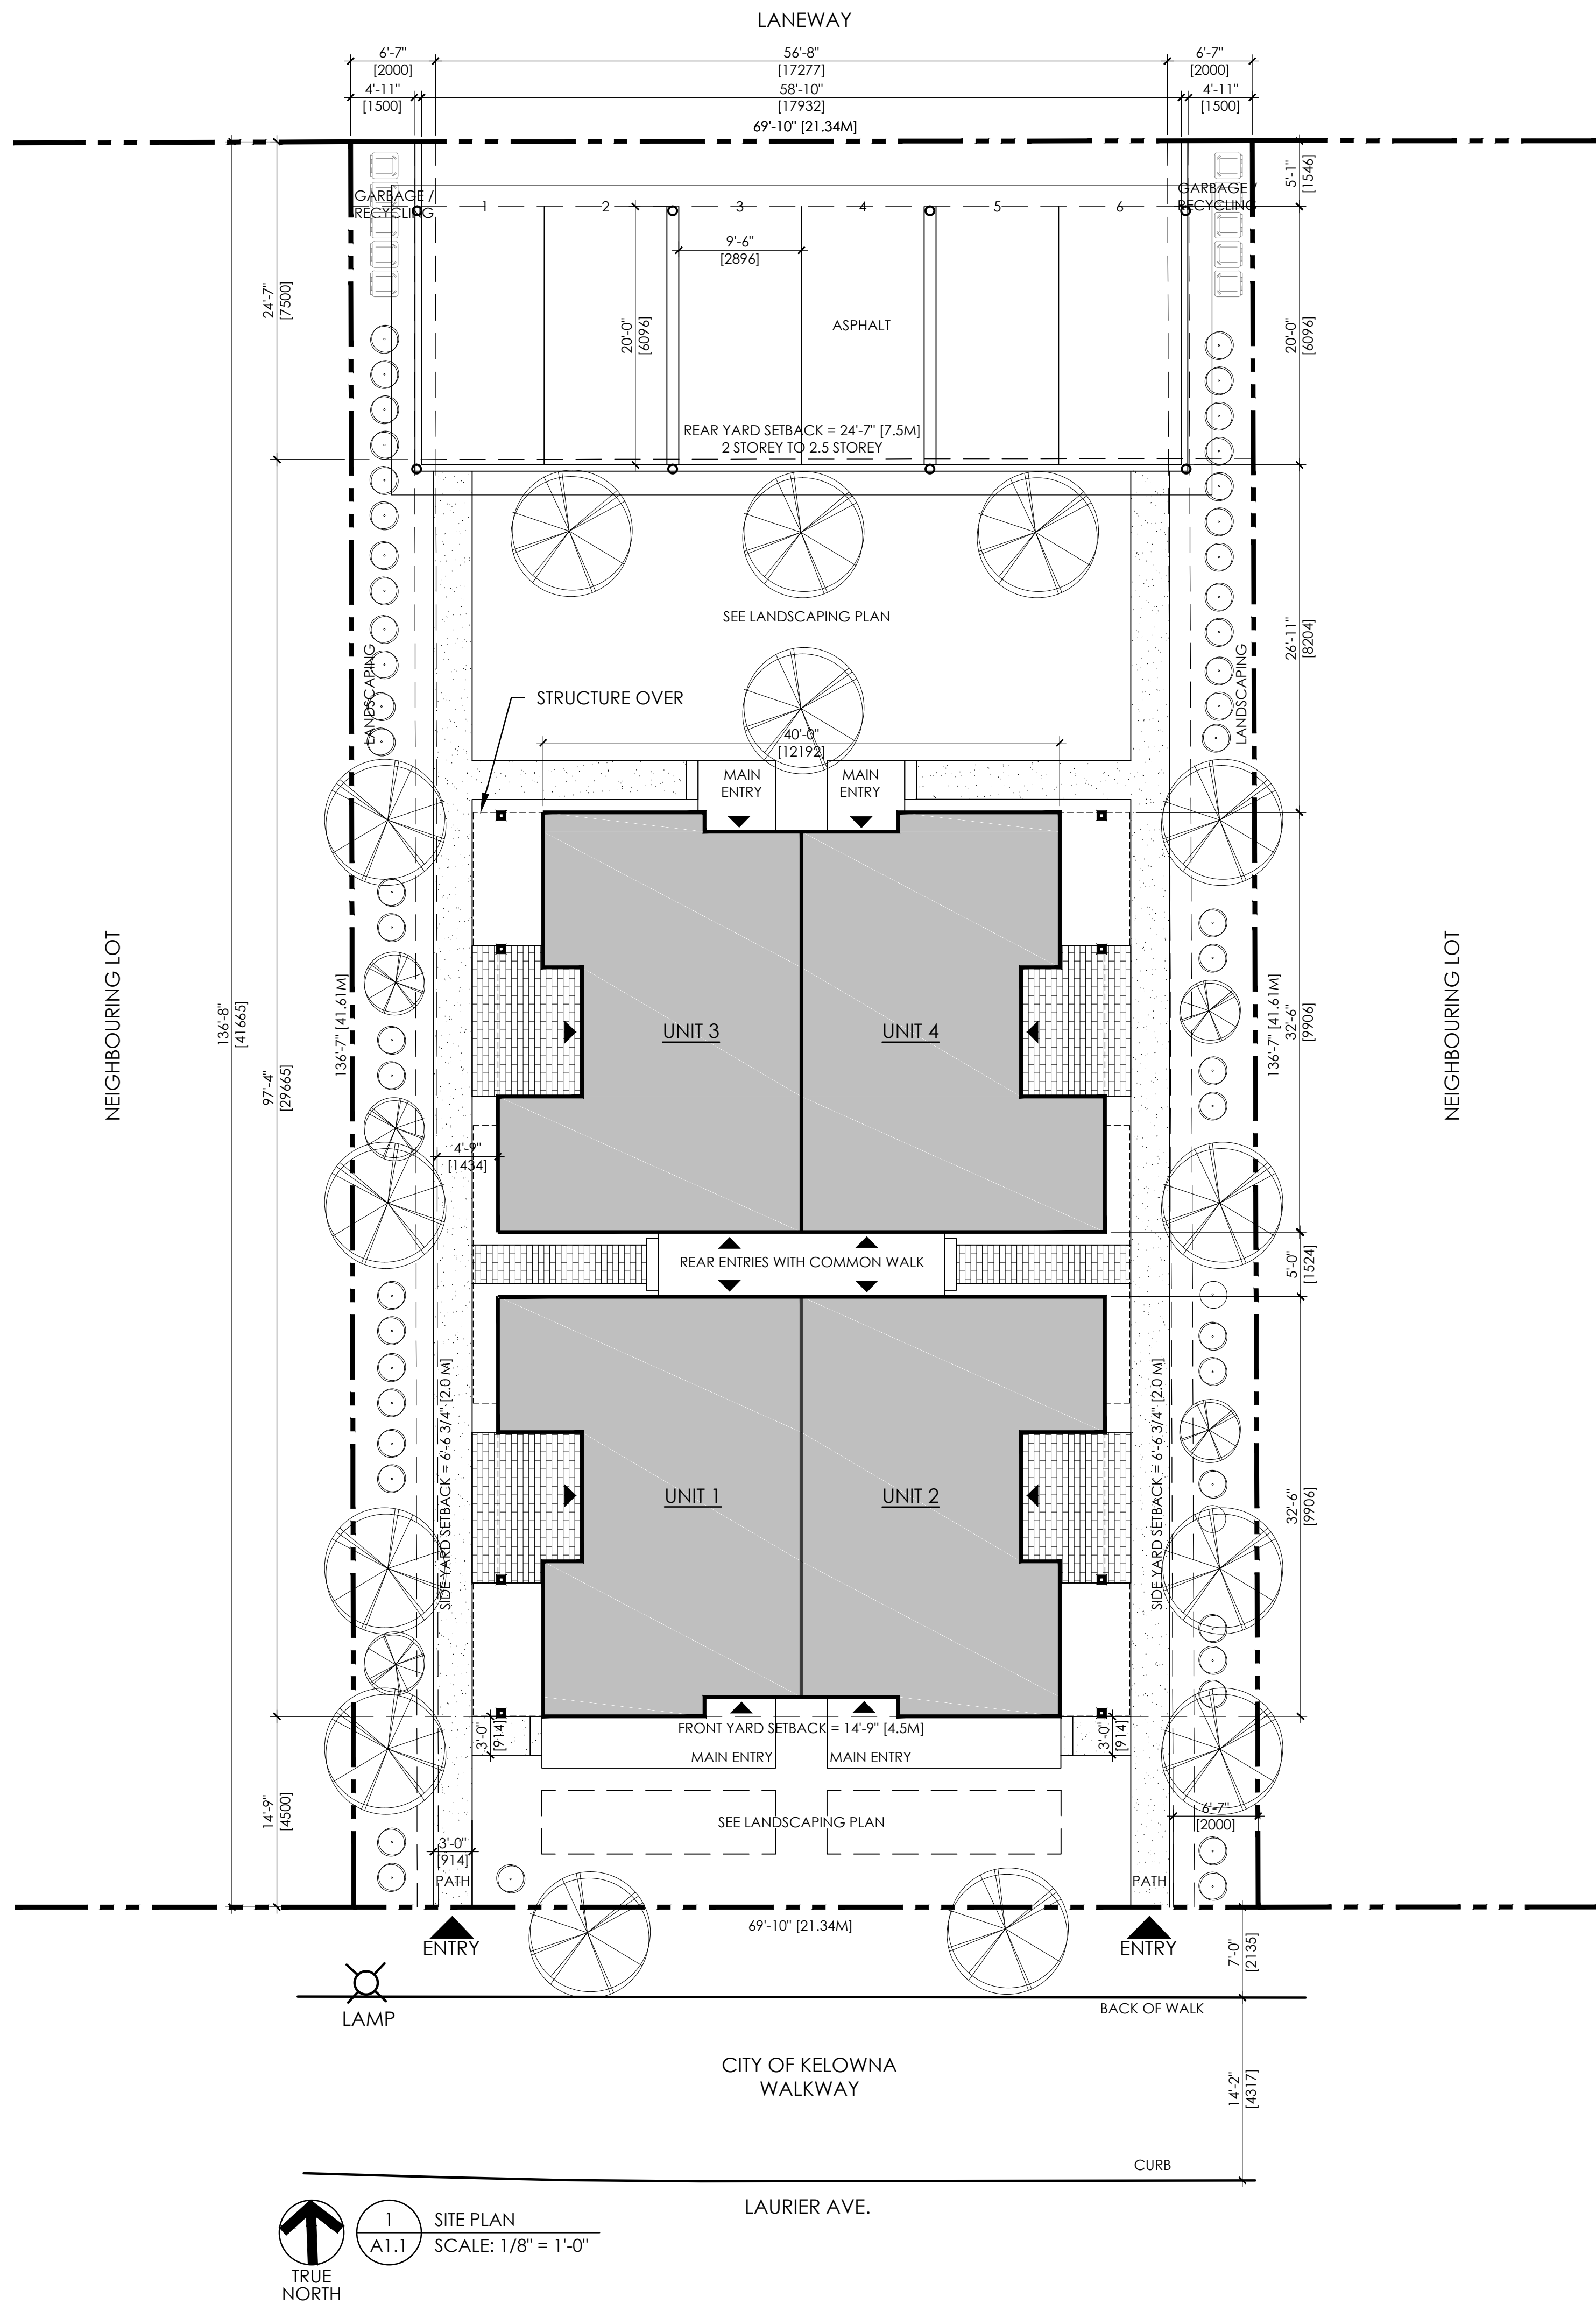 LANEWAY
6'-7"
[2000]
56'-8"
[17277]
6'-7"
[2000]
4'-11"
[1500]
58'-10"
[17932]
4'-11"
[1500]
69'-10" [21.34M]
5'-1"
[1546]
GARBAGE /
RECYCLING
1
2
3
4
5
6
GARBAGE /
RECYCLING
9'-6"
[2896]
24'-7"
[7500]
20'-0"
[6096]
ASPHALT
20'-0"
[6096]
REAR YARD SETBACK = 24'-7" [7.5M]
2 STOREY TO 2.5 STOREY
SEE LANDSCAPING PLAN
26'-11"
[8204]
LANDSCAPING
LANDSCAPING
STRUCTURE OVER
40'-0"
[12192]
MAIN
ENTRY
MAIN
ENTRY
NEIGHBOURING LOT
136'-8"
[41665]
97'-4"
[29665]
136'-7" [41.61M]
UNIT 3
UNIT 4
136'-7" [41.61M]
32'-6"
[9906]
NEIGHBOURING LOT
4'-9"
[1434]
REAR ENTRIES WITH COMMON WALK
5'-0"
[1524]
SIDE YARD SETBACK = 6'-6 3/4" [2.0 M]
UNIT 1
UNIT 2
SIDE YARD SETBACK = 6'-6 3/4" [2.0 M]
32'-6"
[9906]
3'-0"
[914]
FRONT YARD SETBACK = 14'-9" [4.5M]
3'-0"
[914]
MAIN ENTRY
MAIN ENTRY
14'-9"
[4500]
SEE LANDSCAPING PLAN
6'-7"
[2000]
3'-0"
[914]
PATH
PATH
69'-10" [21.34M]
ENTRY
ENTRY
7'-0"
[2135]
LAMP
BACK OF WALK
CITY OF KELOWNA
WALKWAY
14'-2"
[4317]
CURB
LAURIER AVE.
1
A1.1
SITE PLAN
SCALE: 1/8" = 1'-0"
TRUE
NORTH